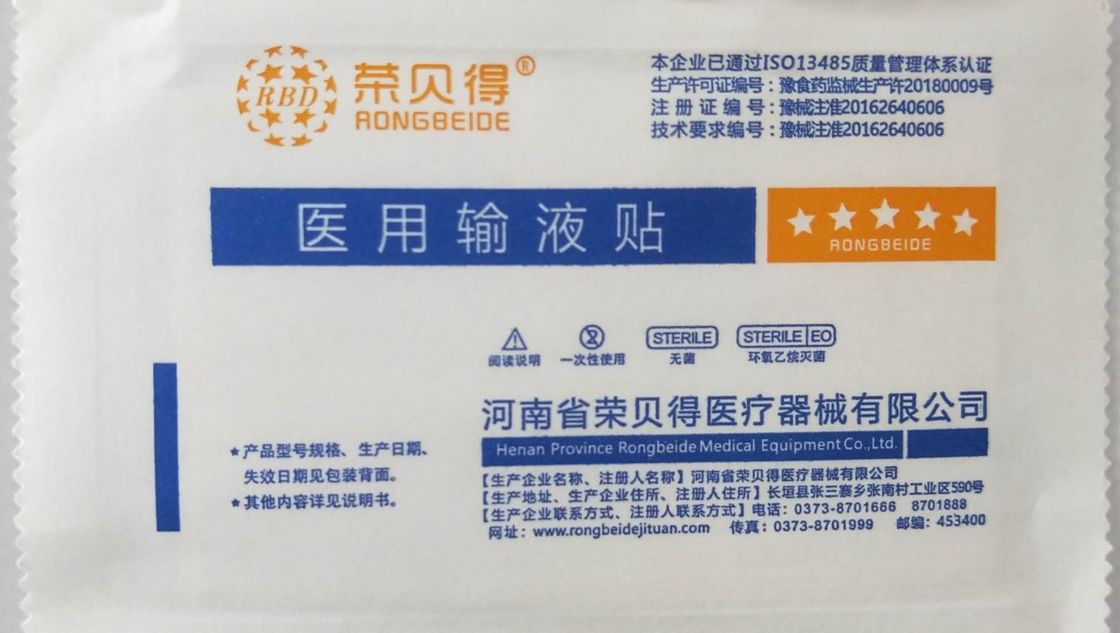 RBD
荣贝得®
RONGBEIDE
本企业已通过ISO13485质量管理体系认证
生产许可证编号：豫食药监械生产许20180009号
注册证编号：豫械注准20162640606
技术要求编号：豫械注准20162640606
医用输液贴
RONGBEIDE
阅读说明
一次性使用
STERILE
无菌
STERILE EO
环氧乙烷灭菌
★产品型号规格、生产日期、
失效日期见包装背面。
★其他内容详见说明书。
河南省荣贝得医疗器械有限公司
Henan Province Rongbeide Medical Equipment Co.,Ltd.
【生产企业名称、注册人名称】河南省荣贝得医疗器械有限公司
【生产地址、生产企业住所、注册人住所】长垣县张三寨乡张南村工业区590号
【生产企业联系方式、注册人联系方式】电话：0373-8701666 8701888
网址：www.rongbeidejituan.com 传真：0373-8701999 邮编：453400